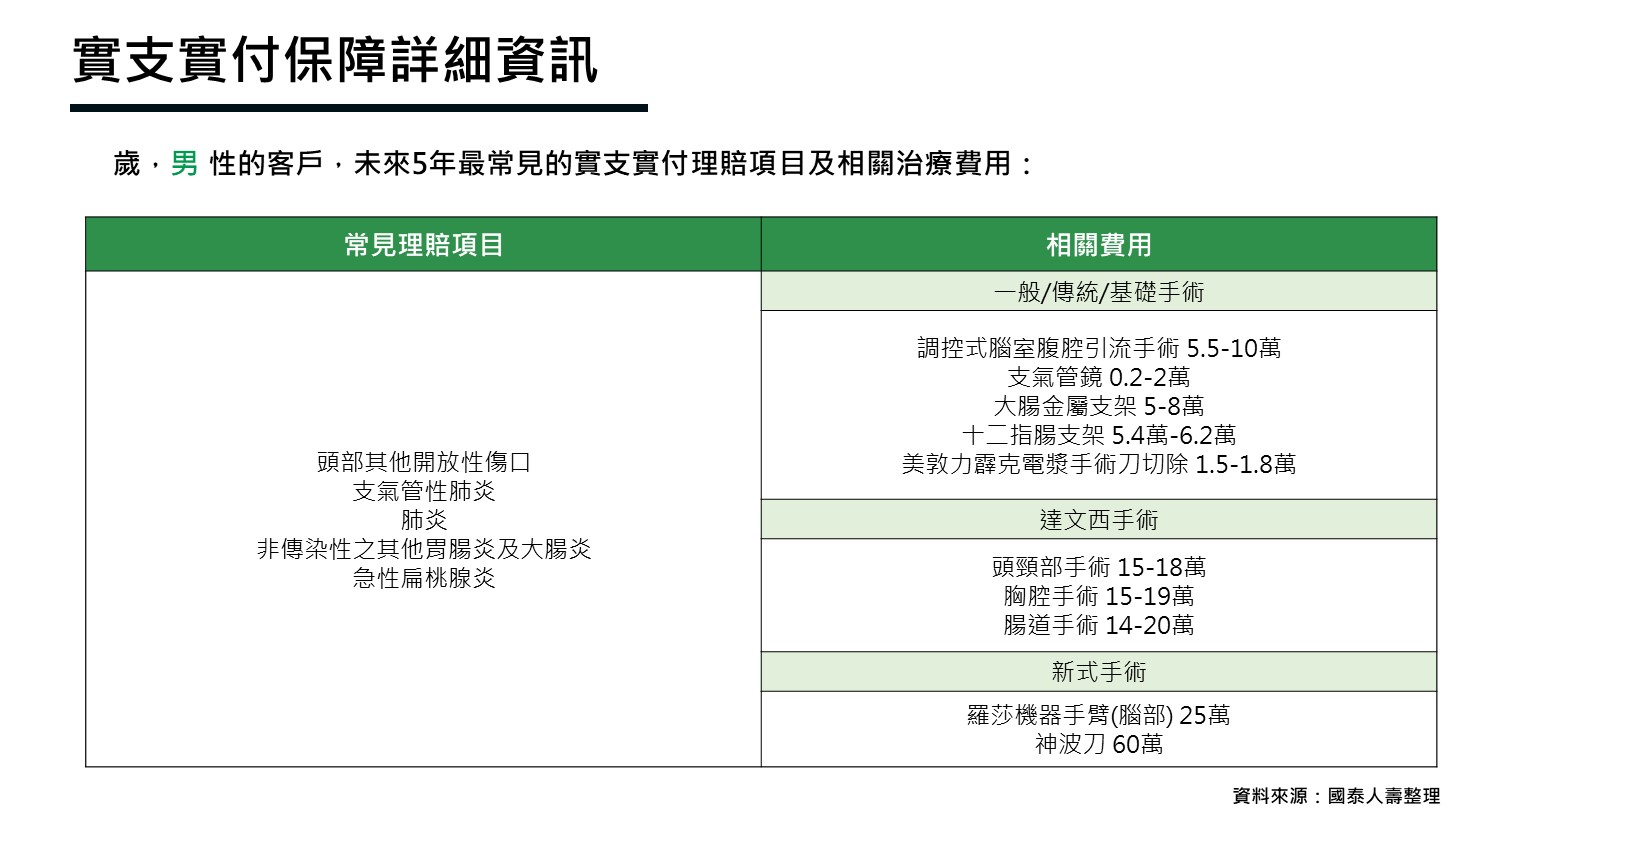 實支實付保障詳細資訊
歲，男 性的客戶，未來5年最常見的實支實付理賠項目及相關治療費用：
常見理賠項目
相關費用
頭部其他開放性傷口
支氣管性肺炎
肺炎
非傳染性之其他胃腸炎及大腸炎
急性扁桃腺炎
一般/傳統/基礎手術
調控式腦室腹腔引流手術 5.5-10萬
支氣管鏡 0.2-2萬
大腸金屬支架 5-8萬
十二指腸支架 5.4萬-6.2萬
美敦力霹克電漿手術刀切除 1.5-1.8萬
達文西手術
頭頸部手術 15-18萬
胸腔手術 15-19萬
腸道手術 14-20萬
新式手術
羅莎機器手臂(腦部) 25萬
神波刀 60萬
資料來源：國泰人壽整理